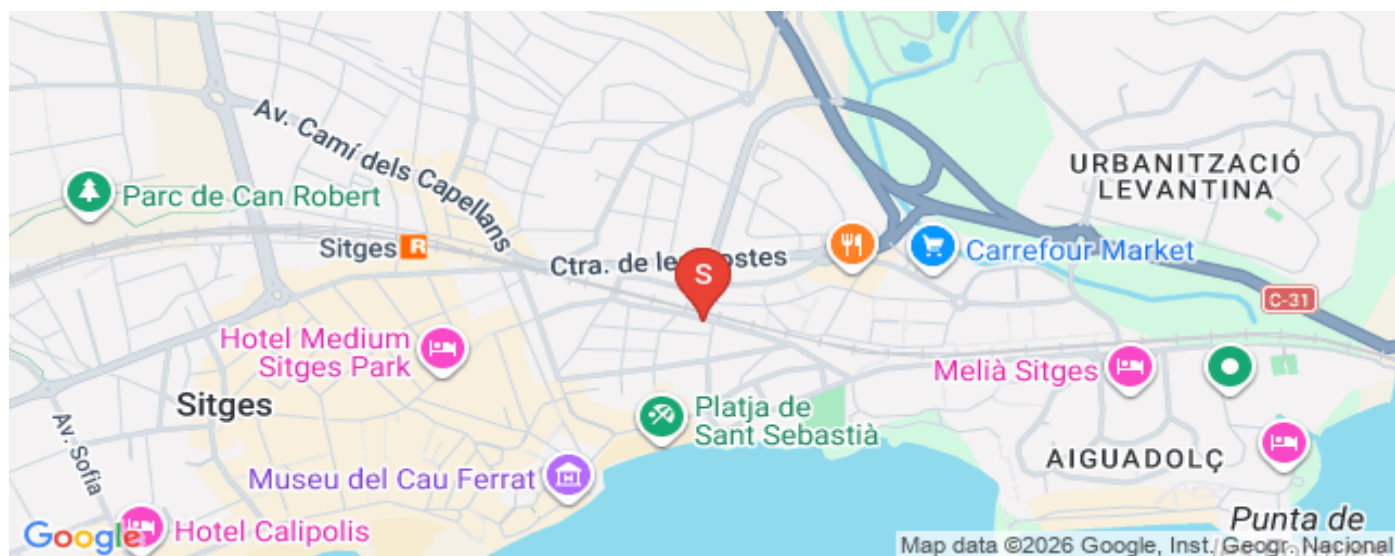 Av. Camí dels Capellans
URBANITZACIÓ
LEVANTINA
Parc de Can Robert
Sitges
R
Ctra. de les Costes
S
Carrefour Market
C-31
Hotel Medium
Sitges Park
Melià Sitges
Sitges
Platja de
Sant Sebastià
Av. Sofia
AIGUADOLÇ
Museu del Cau Ferrat
Punta de
Google
Hotel Calipolis
Map data ©2026 Google, Inst. Geogr. Nacional